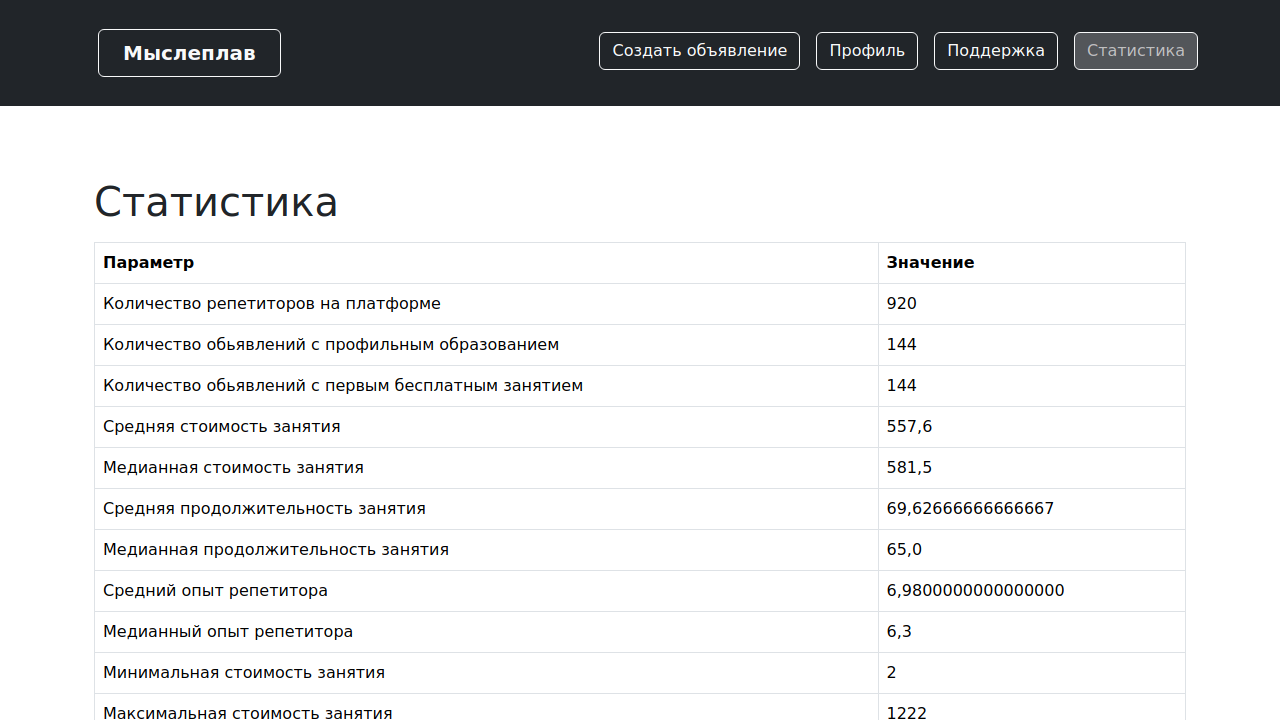 Мыслеплав
Создать объявление
Профиль
Поддержка
Статистика
Статистика
Параметр Значение
Количество репетиторов на платформе 920
Количество обьявлений с профильным образованием 144
Количество обьявлений с первым бесплатным занятием 144
Средняя стоимость занятия 557,6
Медианная стоимость занятия 581,5
Средняя продолжительность занятия 69,62666666666667
Медианная продолжительность занятия 65,0
Средний опыт репетитора 6,9800000000000000
Медианный опыт репетитора 6,3
Минимальная стоимость занятия 2
Максимальная стоимость занятия 1222